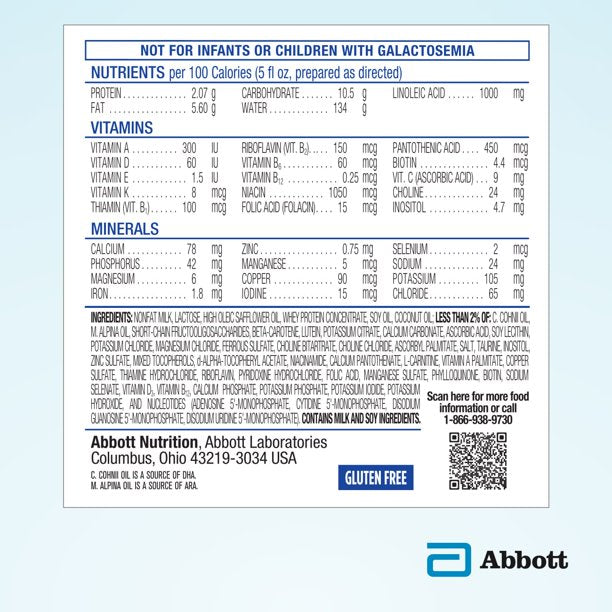 NOT FOR INFANTS OR CHILDREN WITH GALACTOSEMIA
NUTRIENTS per 100 Calories (5 fl oz, prepared as directed)
PROTEIN............. 2.07 g CARBOHYDRATE....... 10.5 g LINOLEIC ACID ...... 1000 mg
FAT ................. 5.60 g WATER................ 134 g
VITAMINS
VITAMIN A ........... 300 IU RIBOFLAVIN (VIT. B₂).... 150 mcg PANTOTHENIC ACID.... 450 mcg
VITAMIN D ............ 60 IU VITAMIN B₆............. 60 mcg BIOTIN ............... 4.4 mcg
VITAMIN E ........... 1.5 IU VITAMIN B₁₂........... 0.25 mcg VIT. C (ASCORBIC ACID) ... 9 mg
VITAMIN K ............ 8 mcg NIACIN ............. 1050 mcg CHOLINE.............. 24 mg
THIAMIN (VIT. B₁)...... 100 mcg FOLIC ACID (FOLACIN).... 15 mcg INOSITOL ............. 4.7 mg
MINERALS
CALCIUM .............. 78 mg ZINC................. 0.75 mg SELENIUM.............. 2 mcg
PHOSPHORUS.......... 42 mg MANGANESE........... 5 mcg SODIUM ............... 24 mg
MAGNESIUM ........... 6 mg COPPER ............... 90 mcg POTASSIUM .......... 105 mg
IRON.................. 1.8 mg IODINE ............... 15 mcg CHLORIDE............. 65 mg
INGREDIENTS: NONFAT MILK, LACTOSE, HIGH OLEIC SAFFLOWER OIL, WHEY PROTEIN CONCENTRATE, SOY OIL, COCONUT OIL; LESS THAN 2% OF: C. COHNII OIL,
M. ALPINA OIL, SHORT-CHAIN FRUCTOOLIGOSACCHARIDES, BETA-CAROTENE, LUTEIN, POTASSIUM CITRATE, CALCIUM CARBONATE, ASCORBIC ACID, SOY LECITHIN,
POTASSIUM CHLORIDE, MAGNESIUM CHLORIDE, FERROUS SULFATE, CHOLINE BITARTRATE, CHOLINE CHLORIDE, ASCORBYL PALMITATE, SALT, TAURINE, INOSITOL,
ZINC SULFATE, MIXED TOCOPHEROLS, d-ALPHA-TOCOPHERYL ACETATE, NIACINAMIDE, CALCIUM PANTOTHENATE, L-CARNITINE, VITAMIN A PALMITATE, COPPER
SULFATE, THIAMINE HYDROCHLORIDE, RIBOFLAVIN, PYRIDOXINE HYDROCHLORIDE, FOLIC ACID, MANGANESE SULFATE, PHYLLOQUINONE, BIOTIN, SODIUM
SELENATE, VITAMIN D₃, VITAMIN B₁₂, CALCIUM PHOSPHATE, POTASSIUM PHOSPHATE, POTASSIUM IODIDE, POTASSIUM
HYDROXIDE, AND NUCLEOTIDES (ADENOSINE 5'-MONOPHOSPHATE, CYTIDINE 5'-MONOPHOSPHATE, DISODIUM
GUANOSINE 5'-MONOPHOSPHATE, DISODIUM URIDINE 5'-MONOPHOSPHATE). CONTAINS MILK AND SOY INGREDIENTS.
Scan here for more food
information or call
1-866-938-9730
Abbott Nutrition, Abbott Laboratories
Columbus, Ohio 43219-3034 USA
C. COHNII OIL IS A SOURCE OF DHA.
M. ALPINA OIL IS A SOURCE OF ARA.
GLUTEN FREE
Abbott